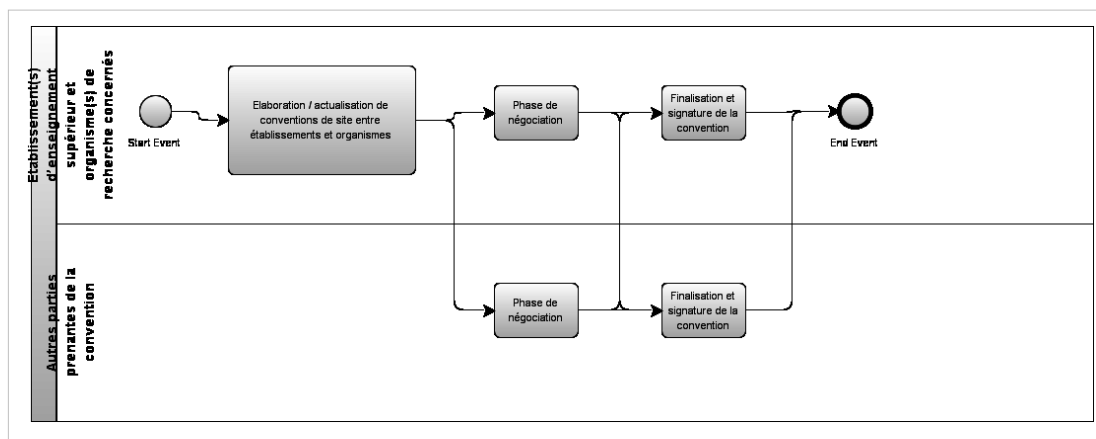 Etablissement(s)
d'enseignement
supérieur et
organisme(s) de
recherche concernés
Start Event
Elaboration / actualisation de
conventions de site entre
établissements et organismes
Phase de
négociation
Finalisation et
signature de la
convention
End Event
Autres parties
prenantes de la
convention
Phase de
négociation
Finalisation et
signature de la
convention